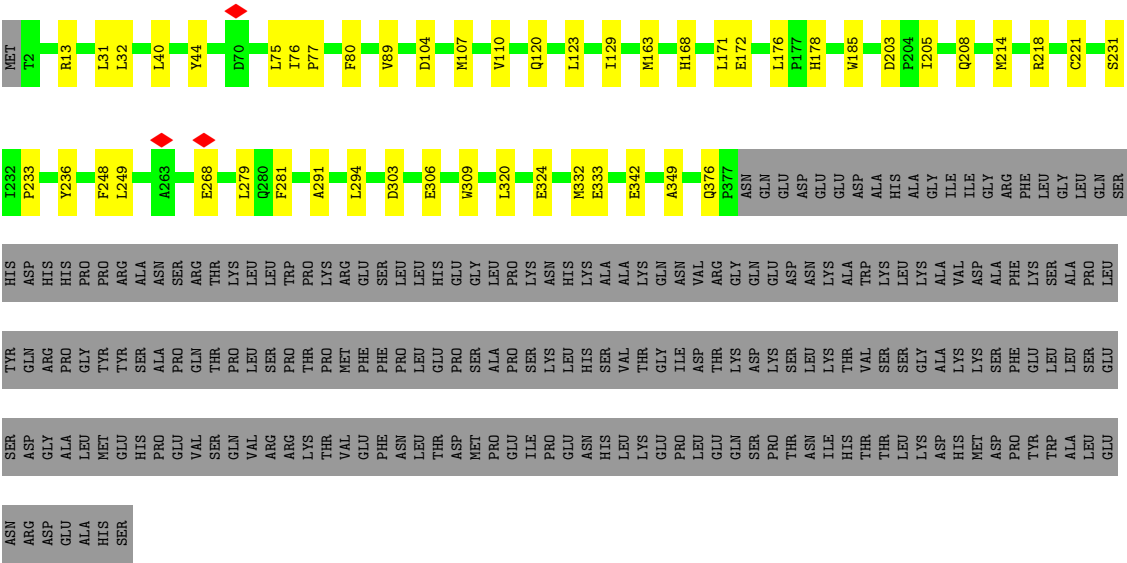 MET T2 R13 L31 L32 L40 Y44 D70 L75 I76 P77 F80 V89 D104 M107 V110 Q120 L123 I129 M163 H168 L171 E172 L176 P177 H178 W185 D203 P204 I205 Q208 M214 R218 C221 S231
I232 P233 Y236 F248 L249 A263 E268 L279 Q280 F281 A291 L294 D303 E306 W309 L320 E324 M332 E333 E342 A349 Q376 P377 ASN GLN GLU ASP GLU GLU ASP ALA HIS ALA GLY ILE ILE GLY ARG PHE LEU GLY LEU GLN SER
HIS ASP HIS HIS PRO PRO ARG ALA ASN SER ARG THR LYS LEU LEU TRP PRO LYS ARG GLU SER LEU LEU HIS GLU GLY LEU PRO LYS ASN HIS LYS ALA ALA LYS GLN ASN VAL ARG GLY GLN GLU ASP ASN LYS ALA TRP LYS LEU LYS ALA VAL ASP ALA PHE LYS SER ALA PRO LEU
TYR GLN ARG PRO GLY TYR TYR SER ALA PRO GLN THR PRO LEU SER PRO THR PRO MET PHE PHE PRO LEU GLU PRO SER ALA PRO SER LYS LEU HIS SER VAL THR GLY ILE ASP THR LYS ASP LYS SER LEU LYS THR VAL SER SER GLY ALA LYS LYS SER PHE GLU LEU LEU SER GLU
SER ASP GLY ALA LEU MET GLU HIS PRO GLU VAL SER GLN VAL ARG ARG LYS THR VAL GLU PHE ASN LEU THR ASP MET PRO GLU ILE PRO GLU ASN HIS LEU LYS GLU PRO LEU GLU GLN SER PRO THR ASN ILE HIS THR THR LEU LYS ASP HIS MET ASP PRO TYR TRP ALA LEU GLU
ASN ARG ASP GLU ALA HIS SER